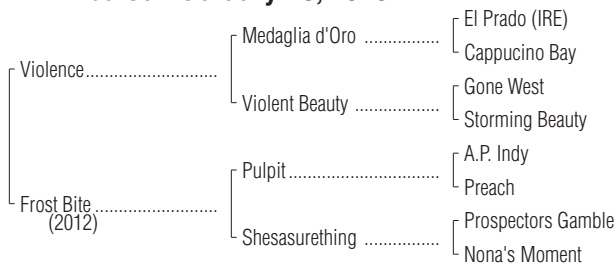 Medaglia d'Oro ................
El Prado (IRE)
Cappucino Bay
Violence............................
Violent Beauty ..................
Gone West
Storming Beauty
Pulpit................................
A.P. Indy
Preach
Frost Bite ..........................
(2012)
Shesasurething ................
Prospectors Gamble
Nona's Moment